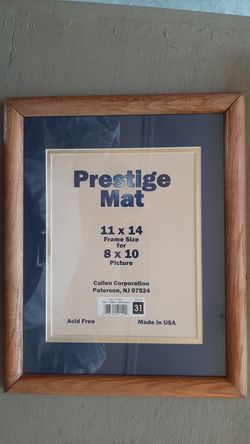 Prestige
Mat
11 x 14
Frame Size
for
8 x 10
Picture
Callen Corporation
Paterson, NJ 07524
31
Acid Free
Made in USA